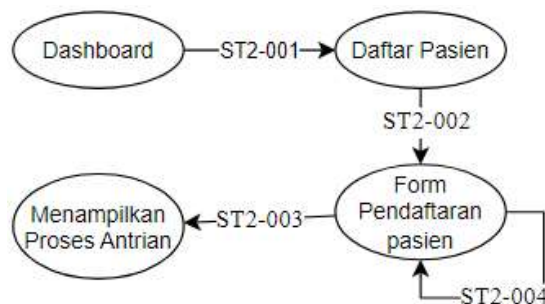 Dashboard
ST2-001
Daftar Pasien
ST2-002
Form
Pendaftaran
pasien
ST2-003
Menampilkan
Proses Antrian
ST2-004